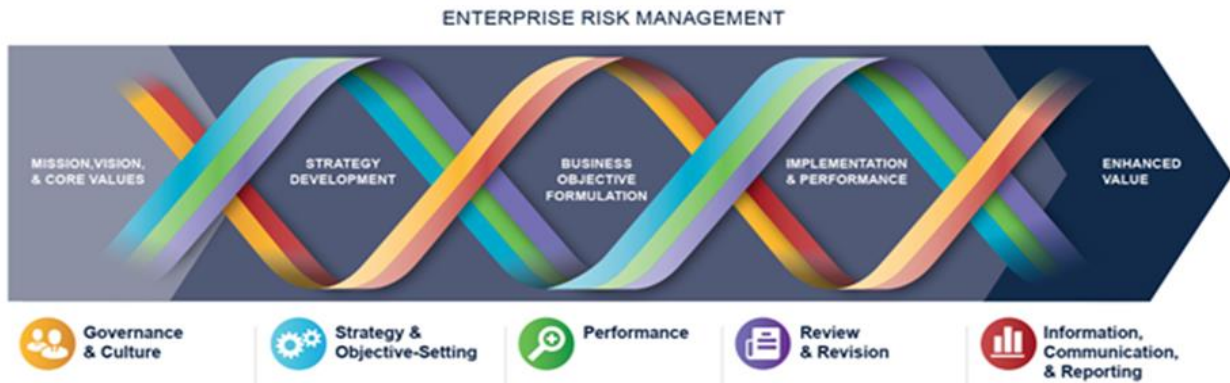 ENTERPRISE RISK MANAGEMENT
MISSION,VISION,
& CORE VALUES
STRATEGY
DEVELOPMENT
BUSINESS
OBJECTIVE
FORMULATION
IMPLEMENTATION
& PERFORMANCE
ENHANCED
VALUE
Governance
& Culture
Strategy &
Objective-Setting
Performance
Review
& Revision
Information,
Communication,
& Reporting